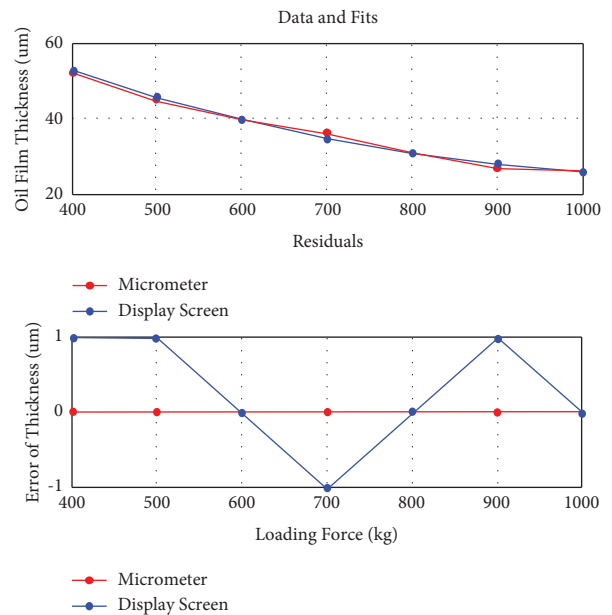 Data and Fits
Oil Film Thickness (um)
60
40
20
400 500 600 700 800 900 1000
Residuals
Micrometer
Display Screen
Error of Thickness (um)
1
0
-1
400 500 600 700 800 900 1000
Loading Force (kg)
Micrometer
Display Screen